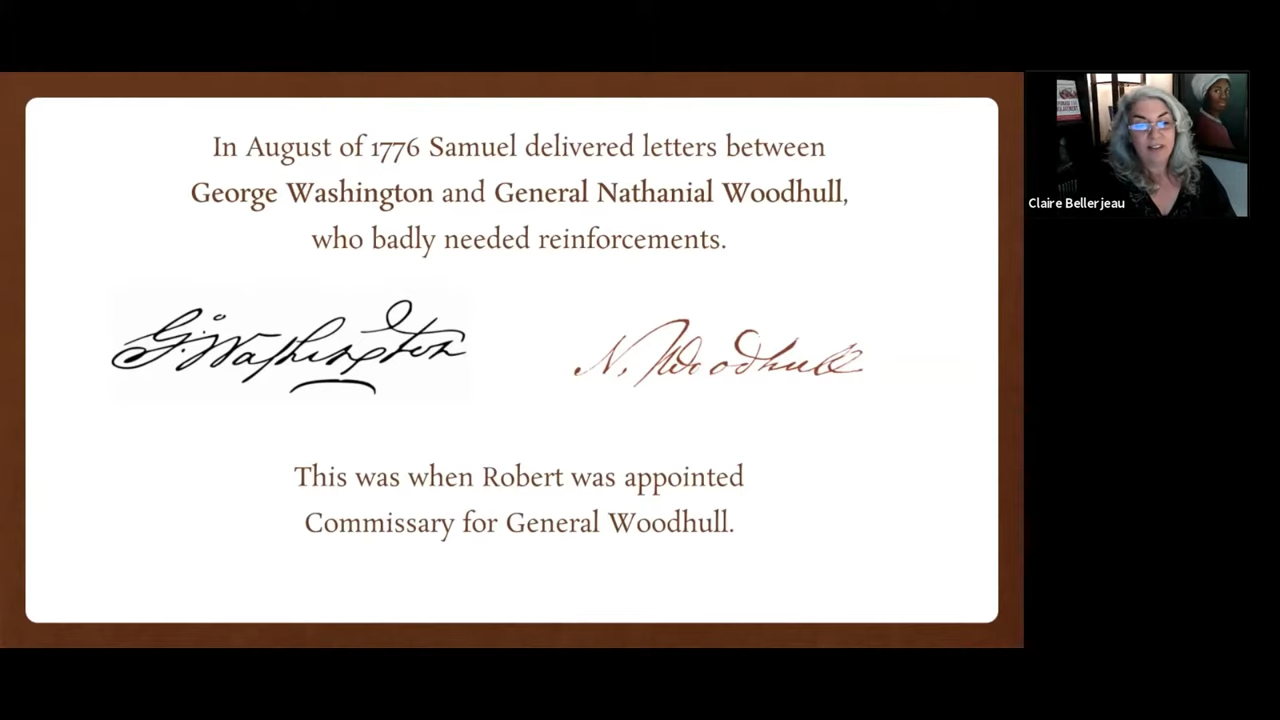 In August of 1776 Samuel delivered letters between
George Washington and General Nathanial Woodhull,
who badly needed reinforcements.
G:Washington
N. Woodhull
This was when Robert was appointed
Commissary for General Woodhull.
Claire Bellerjeau